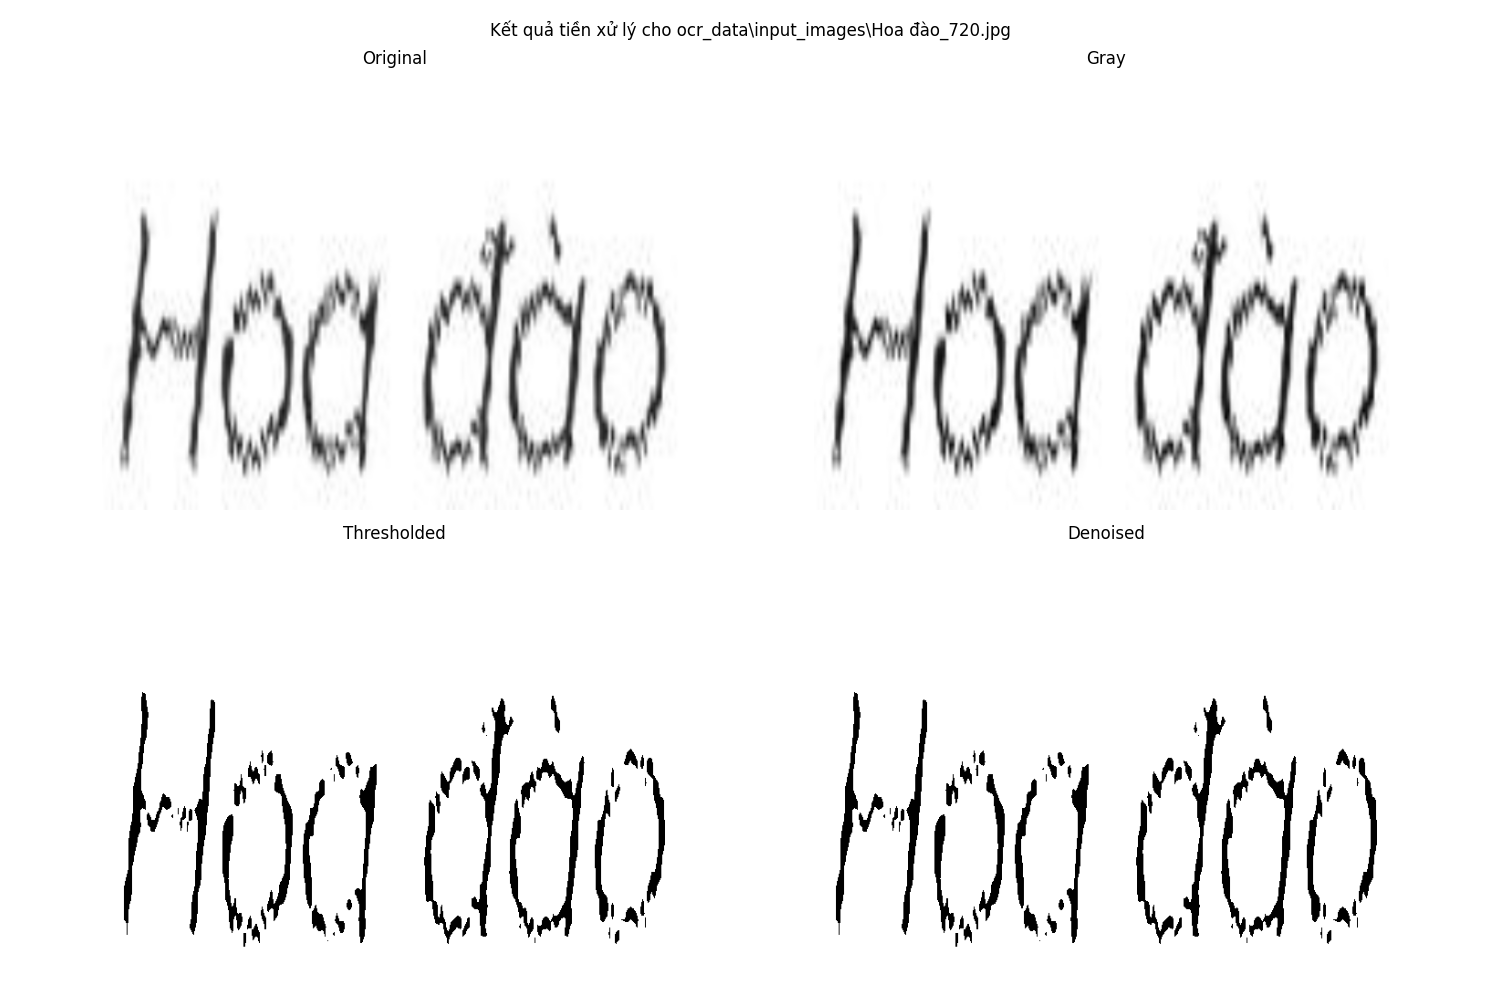 Kết quả tiền xử lý cho ocr_data\input_images\Hoa đào_720.jpg
Original
Gray
Hoa đào
Hoa đào
Thresholded
Denoised
Hoa đào
Hoa đào